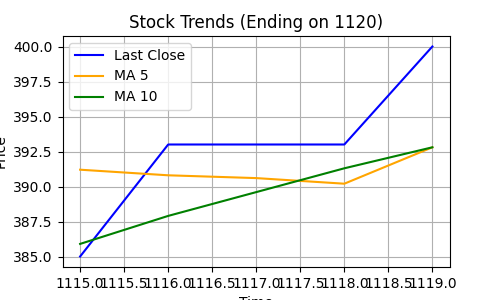 Stock Trends (Ending on 1120)
Last Close
MA 5
MA 10
400.0
397.5
395.0
392.5
390.0
387.5
385.0
Price
1115.0 1115.5 1116.0 1116.5 1117.0 1117.5 1118.0 1118.5 1119.0
Time